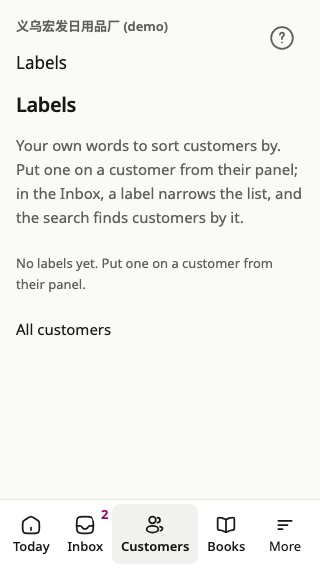 义乌宏发日用品厂 (demo)
Labels
Labels
Your own words to sort customers by.
Put one on a customer from their panel;
in the Inbox, a label narrows the list, and
the search finds customers by it.
No labels yet. Put one on a customer from
their panel.
All customers
2
Today
Inbox
Customers
Books
More